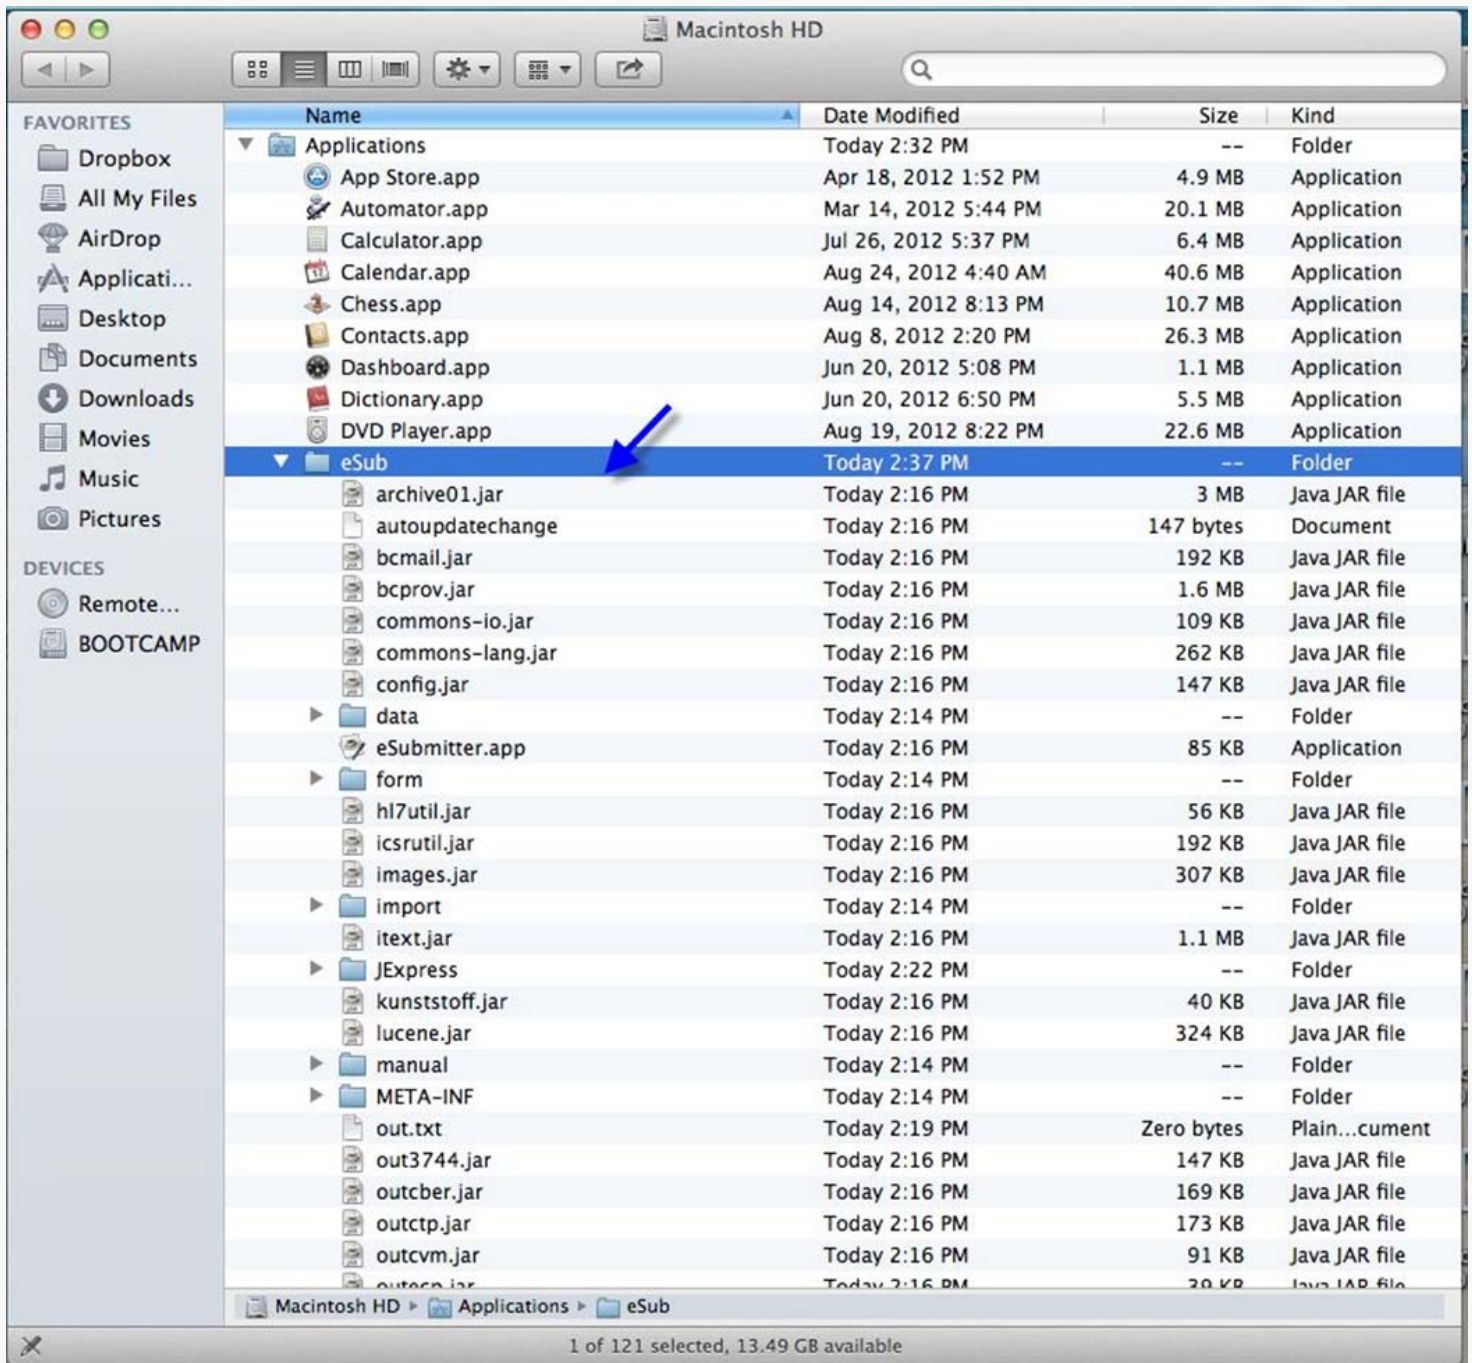 Macintosh HD
FAVORITES
Dropbox
All My Files
AirDrop
Applicati...
Desktop
Documents
Downloads
Movies
Music
Pictures
DEVICES
Remote...
BOOTCAMP
Name Date Modified Size Kind
Applications Today 2:32 PM -- Folder
App Store.app Apr 18, 2012 1:52 PM 4.9 MB Application
Automator.app Mar 14, 2012 5:44 PM 20.1 MB Application
Calculator.app Jul 26, 2012 5:37 PM 6.4 MB Application
Calendar.app Aug 24, 2012 4:40 AM 40.6 MB Application
Chess.app Aug 14, 2012 8:13 PM 10.7 MB Application
Contacts.app Aug 8, 2012 2:20 PM 26.3 MB Application
Dashboard.app Jun 20, 2012 5:08 PM 1.1 MB Application
Dictionary.app Jun 20, 2012 6:50 PM 5.5 MB Application
DVD Player.app Aug 19, 2012 8:22 PM 22.6 MB Application
eSub Today 2:37 PM -- Folder
archive01.jar Today 2:16 PM 3 MB Java JAR file
autoupdatechange Today 2:16 PM 147 bytes Document
bcmail.jar Today 2:16 PM 192 KB Java JAR file
bcprov.jar Today 2:16 PM 1.6 MB Java JAR file
commons-io.jar Today 2:16 PM 109 KB Java JAR file
commons-lang.jar Today 2:16 PM 262 KB Java JAR file
config.jar Today 2:16 PM 147 KB Java JAR file
data Today 2:14 PM -- Folder
eSubmitter.app Today 2:16 PM 85 KB Application
form Today 2:14 PM -- Folder
hl7util.jar Today 2:16 PM 56 KB Java JAR file
icsrutil.jar Today 2:16 PM 192 KB Java JAR file
images.jar Today 2:16 PM 307 KB Java JAR file
import Today 2:14 PM -- Folder
itext.jar Today 2:16 PM 1.1 MB Java JAR file
JExpress Today 2:22 PM -- Folder
kunststoff.jar Today 2:16 PM 40 KB Java JAR file
lucene.jar Today 2:16 PM 324 KB Java JAR file
manual Today 2:14 PM -- Folder
META-INF Today 2:14 PM -- Folder
out.txt Today 2:19 PM Zero bytes Plain...cument
out3744.jar Today 2:16 PM 147 KB Java JAR file
outcber.jar Today 2:16 PM 169 KB Java JAR file
outctp.jar Today 2:16 PM 173 KB Java JAR file
outcvm.jar Today 2:16 PM 91 KB Java JAR file
Today 2:16 PM 39 KB Java JAR file
Macintosh HD Applications eSub
1 of 121 selected, 13.49 GB available